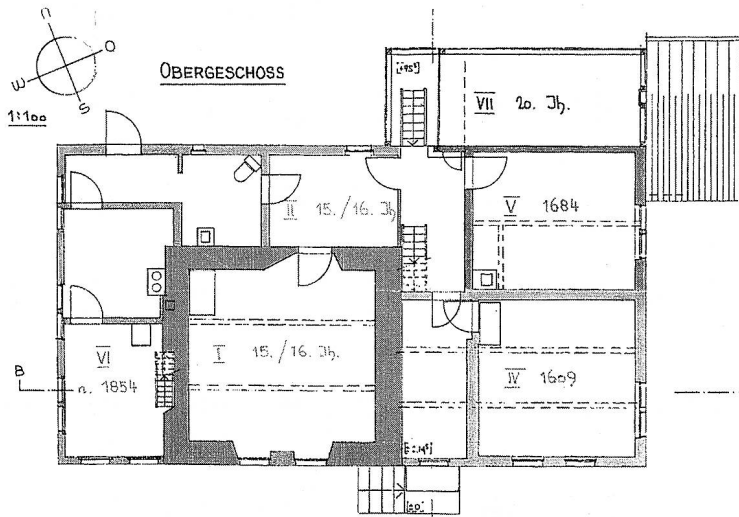 n
O
W
S
OBERGESCHOSS
1:100
VII 20. Jh.
II 15./16. Jh
V 1684
VI
n. 1854
I 15./16. Jh.
IV 1609
B